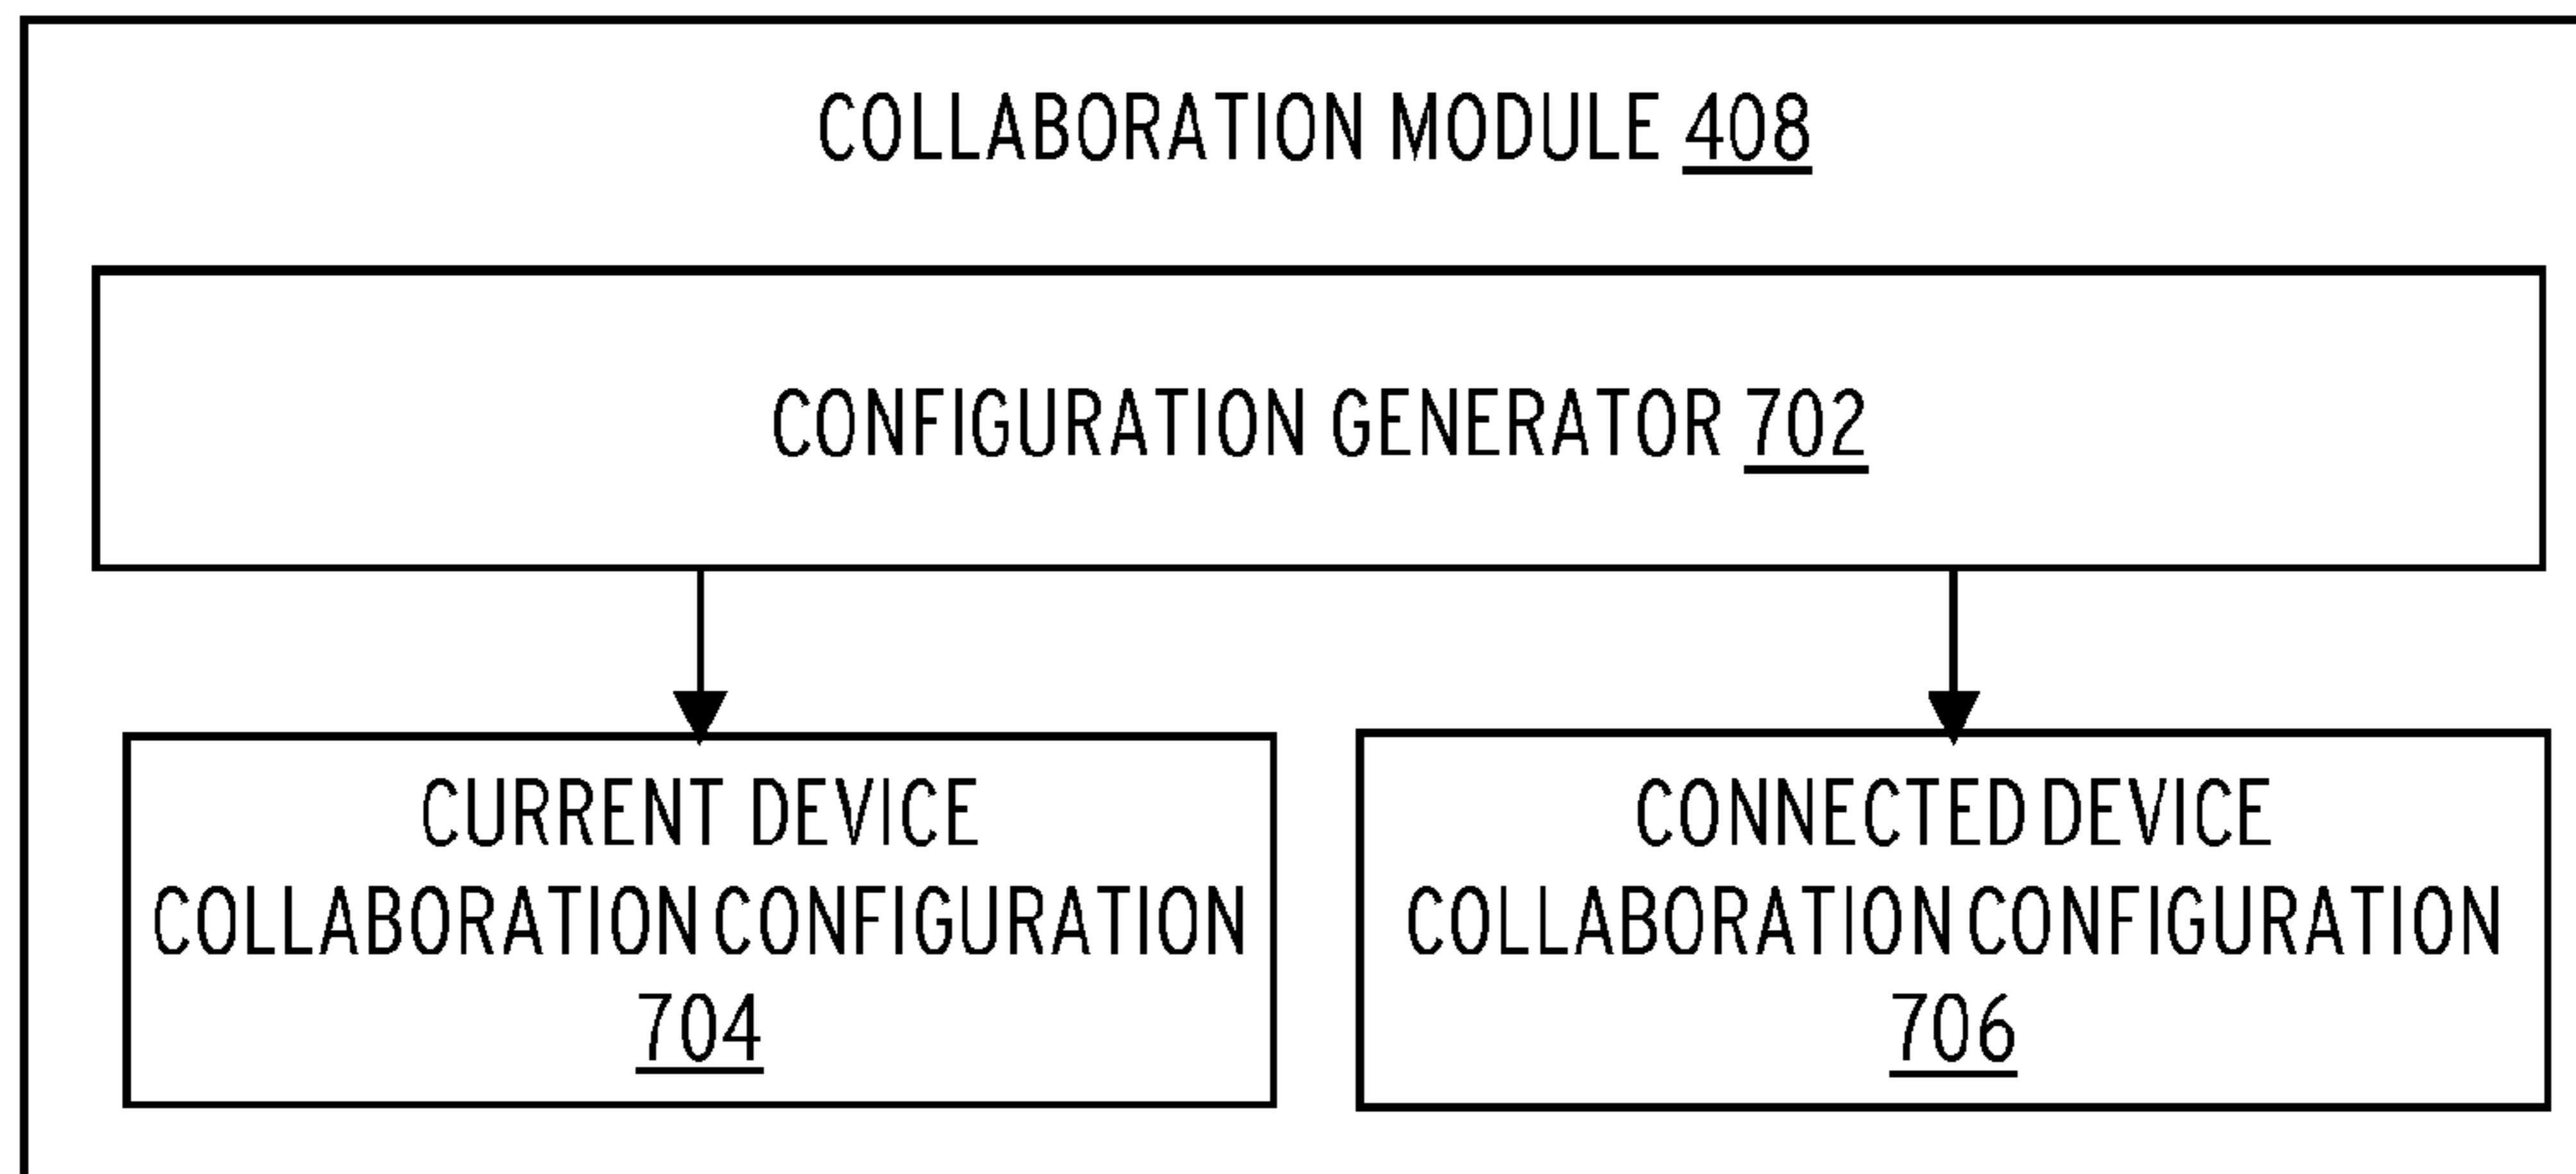 COLLABORATION MODULE 408
CONFIGURATION GENERATOR 702
CURRENT DEVICE
COLLABORATION CONFIGURATION
704
CONNECTED DEVICE
COLLABORATION CONFIGURATION
706